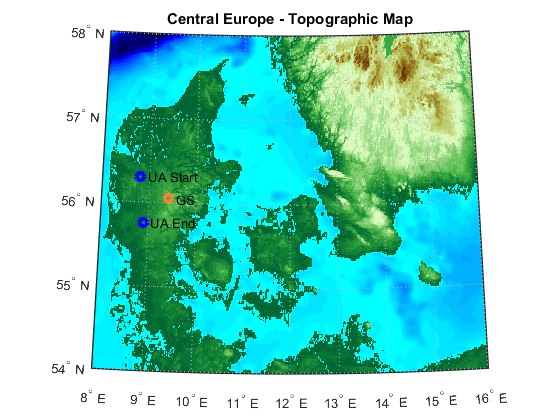 Central Europe - Topographic Map
58° N
57° N
56° N
55° N
54° N
UA Start
GS
UA End
8° E
9° E
10° E
11° E
12° E
13° E
14° E
15° E
16° E